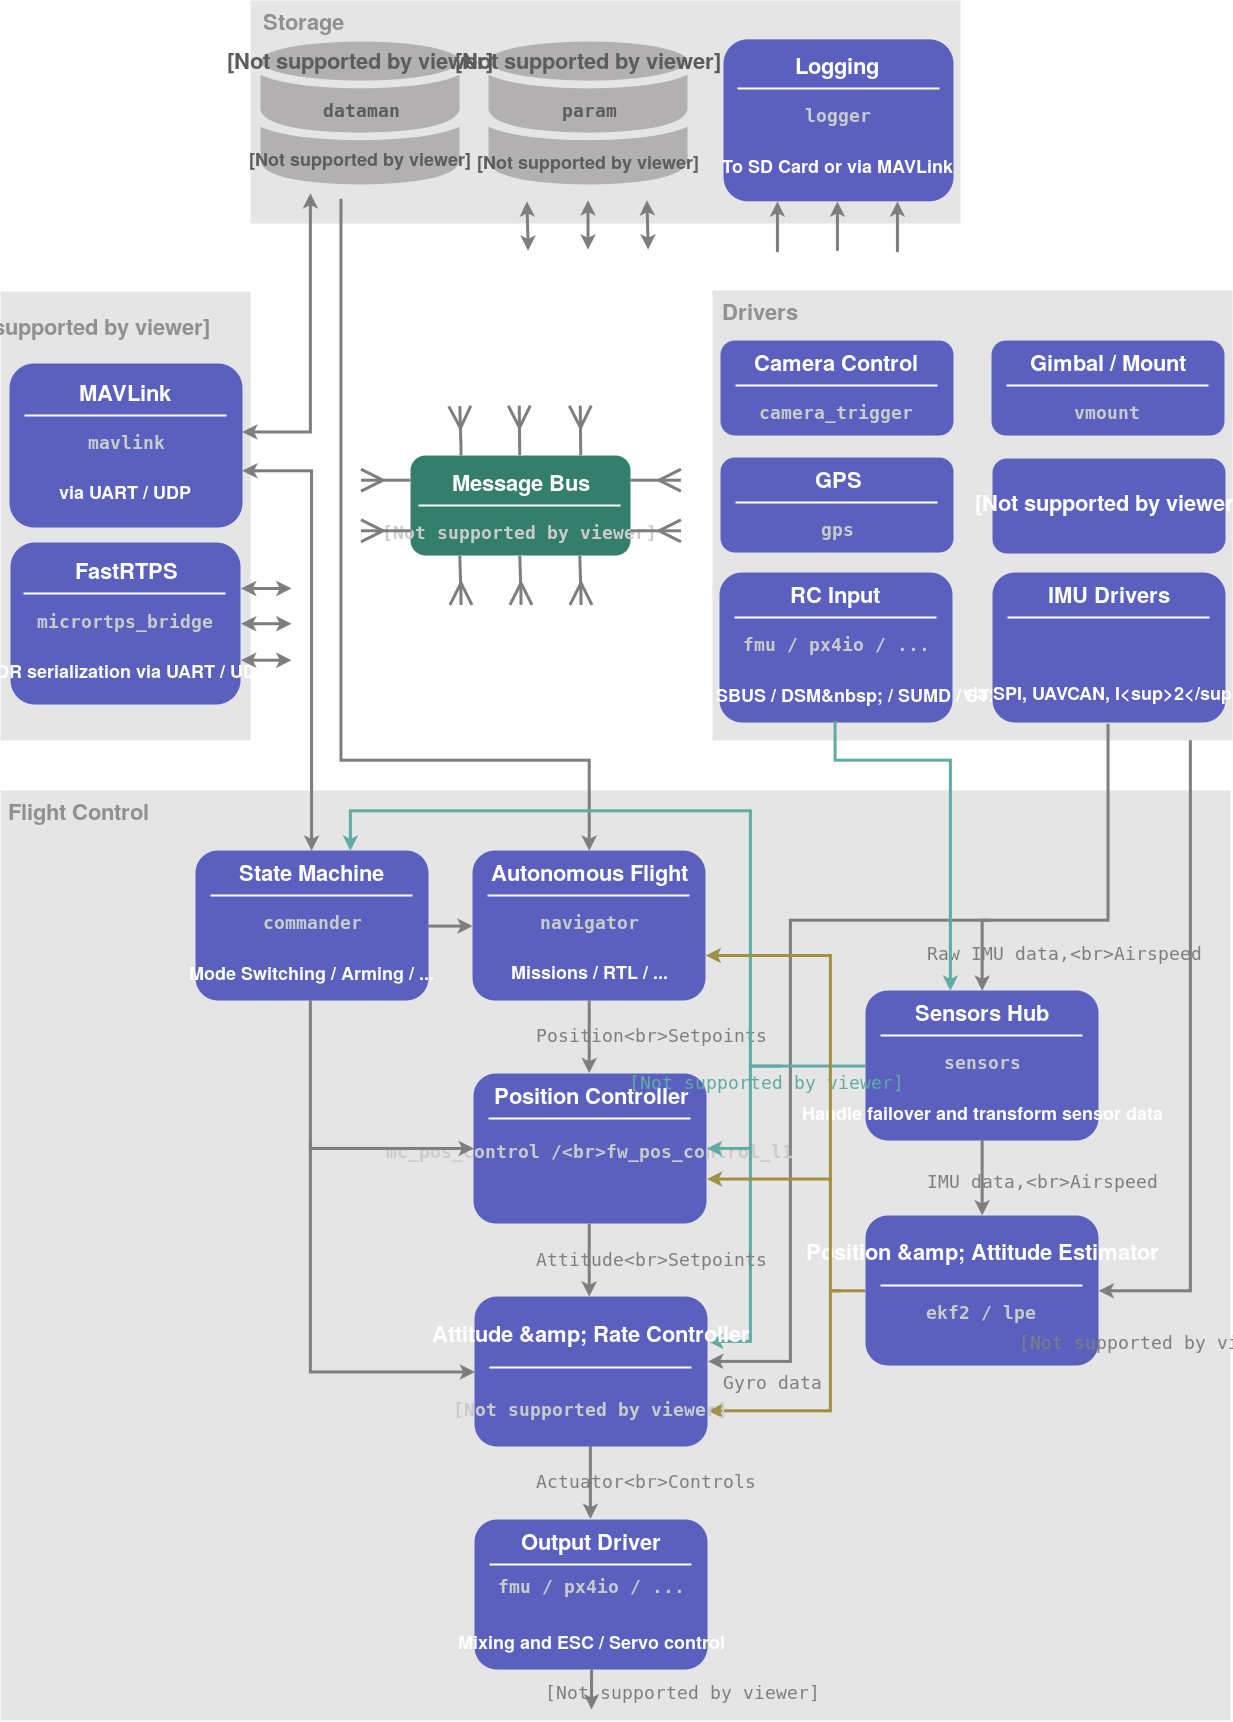 Storage
[Not supported by viewer]
[Not supported by viewer]
Logging
dataman
param
logger
[Not supported by viewer]
[Not supported by viewer]
To SD Card or via MAVLink
supported by viewer]
MAVLink
mavlink
via UART / UDP
FastRTPS
micrortps_bridge
serialization via UART /
Message Bus
[Not supported by viewer]
Drivers
Camera Control
camera_trigger
Gimbal / Mount
vmount
GPS
gps
[Not supported by viewer
RC Input
fmu / px4io / ...
SBUS / DSM&nbsp; / SUMD /
IMU Drivers
SPI, UAVCAN, I<sup>2</sup
Flight Control
State Machine
commander
Mode Switching / Arming / ...
Autonomous Flight
navigator
Missions / RTL / ...
Raw IMU data,<br>Airspeed
Sensors Hub
sensors
Handle failover and transform sensor data
Position<br>Setpoints
[Not supported by viewer]
Position Controller
mc_pos_control /<br>fw_pos_control_l1
IMU data,<br>Airspeed
Position &amp; Attitude Estimator
ekf2 / lpe
[Not supported by vi
Attitude<br>Setpoints
Attitude &amp; Rate Controller
[Not supported by viewer]
Gyro data
Actuator<br>Controls
Output Driver
fmu / px4io / ...
Mixing and ESC / Servo control
[Not supported by viewer]